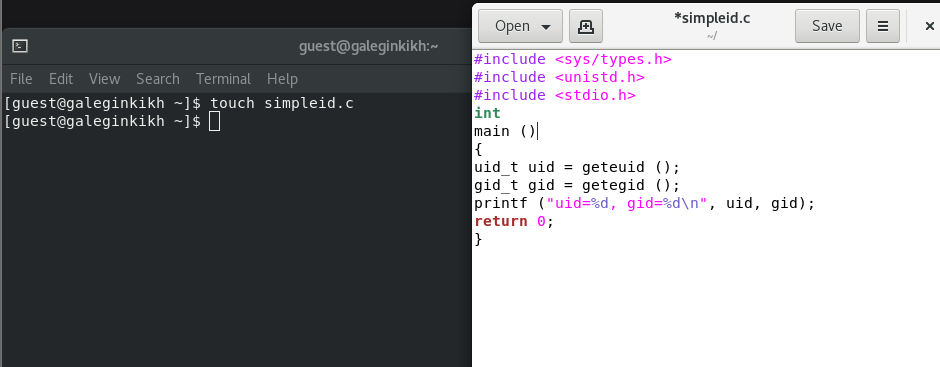 guest@galeginkikh:~
File Edit View Search Terminal Help
[guest@galeginkikh ~]$ touch simpleid.c
[guest@galeginkikh ~]$
Open
*simpleid.c
~/
Save
#include <sys/types.h>
#include <unistd.h>
#include <stdio.h>
int
main ()
{
uid_t uid = geteuid ();
gid_t gid = getegid ();
printf ("uid=%d, gid=%d\n", uid, gid);
return 0;
}